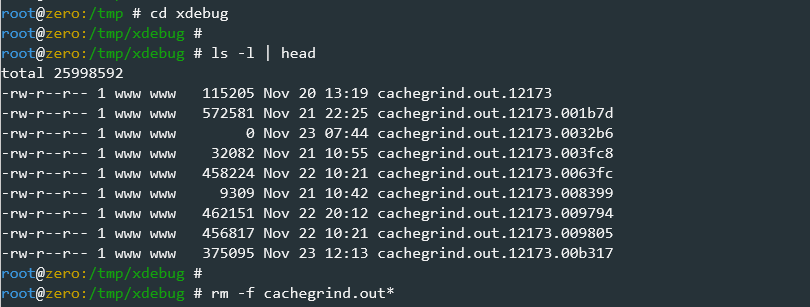 root@zero:/tmp # cd xdebug
root@zero:/tmp/xdebug #
root@zero:/tmp/xdebug # ls -l | head
total 25998592
-rw-r--r-- 1 www www   115205 Nov 20 13:19 cachegrind.out.12173
-rw-r--r-- 1 www www   572581 Nov 21 22:25 cachegrind.out.12173.001b7d
-rw-r--r-- 1 www www        0 Nov 23 07:44 cachegrind.out.12173.0032b6
-rw-r--r-- 1 www www    32082 Nov 21 10:55 cachegrind.out.12173.003fc8
-rw-r--r-- 1 www www   458224 Nov 22 10:21 cachegrind.out.12173.0063fc
-rw-r--r-- 1 www www     9309 Nov 21 10:42 cachegrind.out.12173.008399
-rw-r--r-- 1 www www   462151 Nov 22 20:12 cachegrind.out.12173.009794
-rw-r--r-- 1 www www   456817 Nov 22 10:21 cachegrind.out.12173.009805
-rw-r--r-- 1 www www   375095 Nov 23 12:13 cachegrind.out.12173.00b317
root@zero:/tmp/xdebug #
root@zero:/tmp/xdebug # rm -f cachegrind.out*